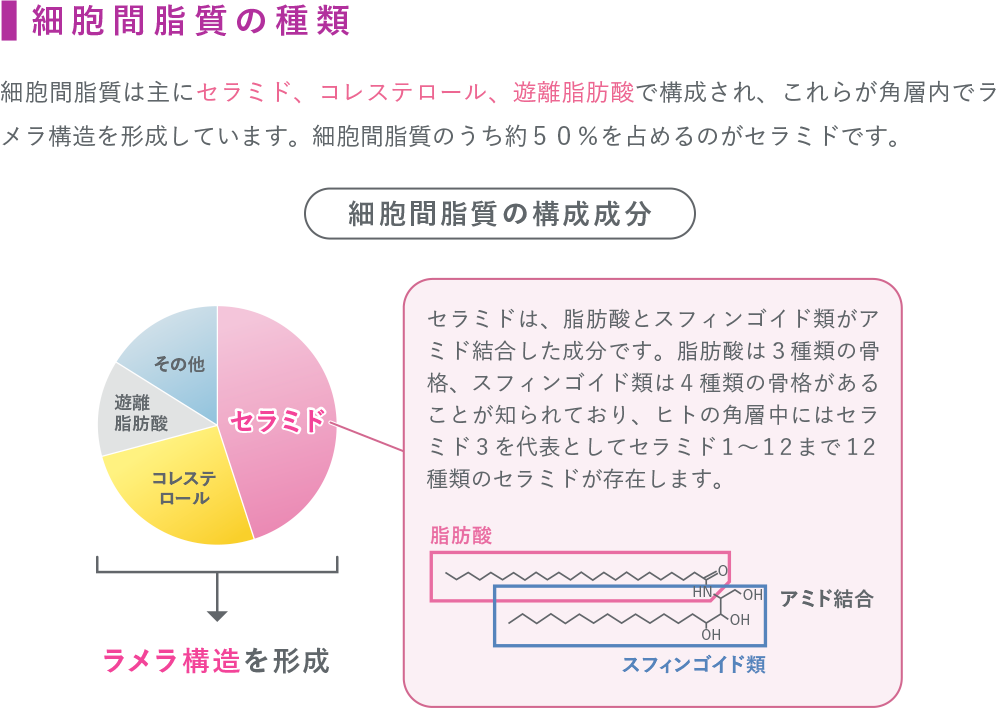 細胞間脂質の種類
細胞間脂質は主にセラミド、コレステロール、遊離脂肪酸で構成され、これらが角層内でラ
メラ構造を形成しています。細胞間脂質のうち約５０％を占めるのがセラミドです。
細胞間脂質の構成成分
その他
遊離
脂肪酸
コレステ
ロール
セラミド
ラメラ構造を形成
セラミドは、脂肪酸とスフィンゴイド類がア
ミド結合した成分です。脂肪酸は３種類の骨
格、スフィンゴイド類は４種類の骨格がある
ことが知られており、ヒトの角層中にはセラ
ミド３を代表としてセラミド１〜１２まで１２
種類のセラミドが存在します。
脂肪酸
O
HN
OH
OH
OH
アミド結合
スフィンゴイド類